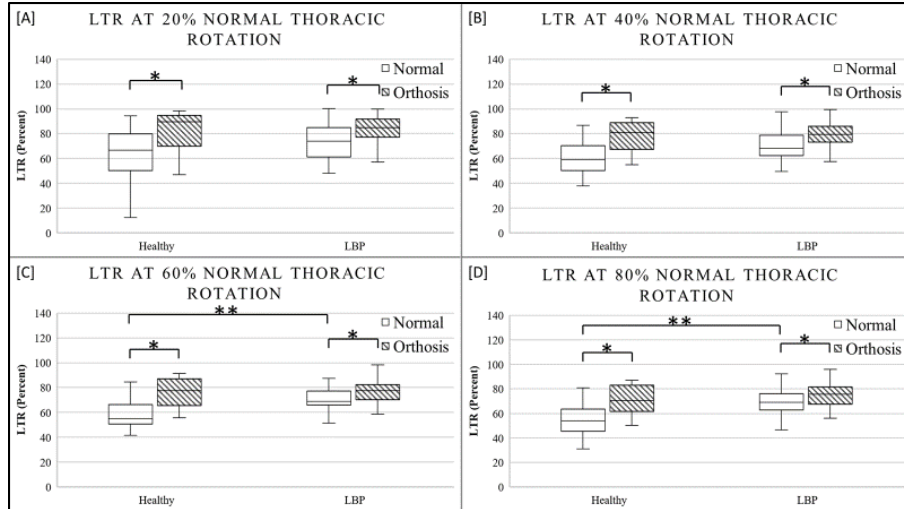 [A]
LTR AT 20% NORMAL THORACIC
ROTATION
LTR (Percent)
140
120
100
80
60
40
20
0
*
*
Normal
Orthosis
Healthy
LBP
[B]
LTR AT 40% NORMAL THORACIC
ROTATION
LTR (Percent)
140
120
100
80
60
40
20
0
*
*
Normal
Orthosis
Healthy
LBP
[C]
LTR AT 60% NORMAL THORACIC
ROTATION
LTR (Percent)
140
120
100
80
60
40
20
0
**
*
*
Normal
Orthosis
Healthy
LBP
[D]
LTR AT 80% NORMAL THORACIC
ROTATION
LTR (Percent)
140
120
100
80
60
40
20
0
**
*
*
Normal
Orthosis
Healthy
LBP